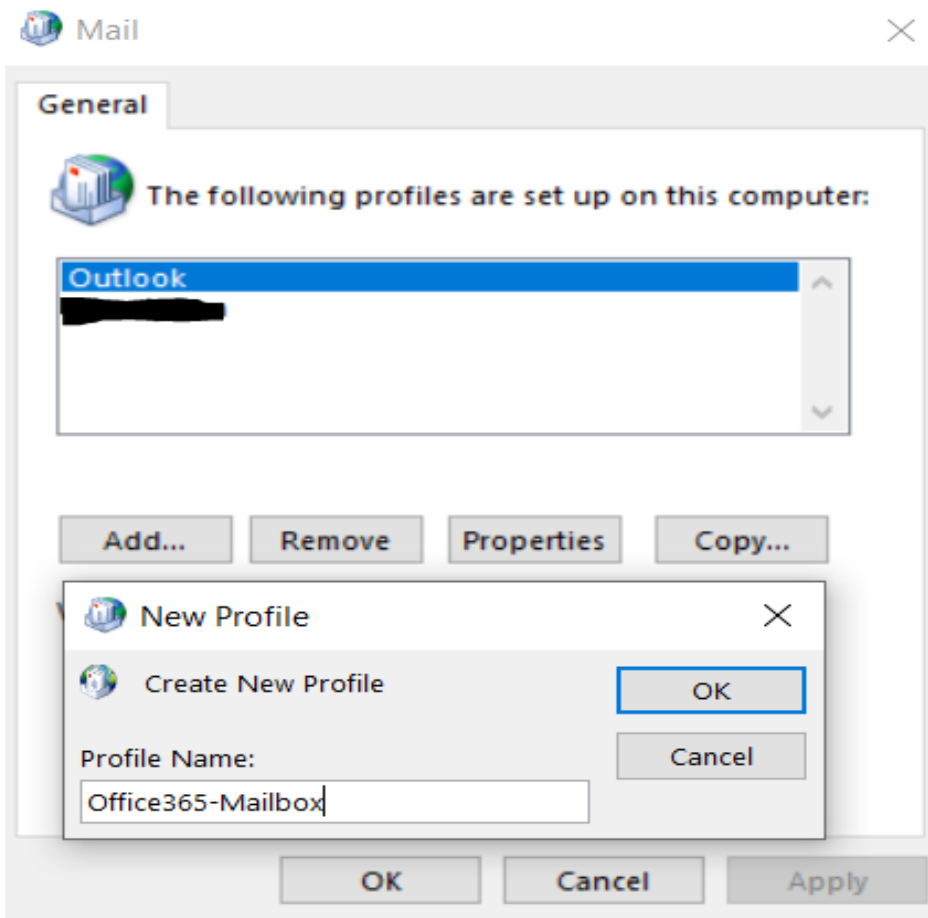 Mail
General
The following profiles are set up on this computer:
Outlook
Add... Remove Properties Copy...
New Profile
Create New Profile
OK
Profile Name:
Cancel
Office365-Mailbox
OK Cancel Apply